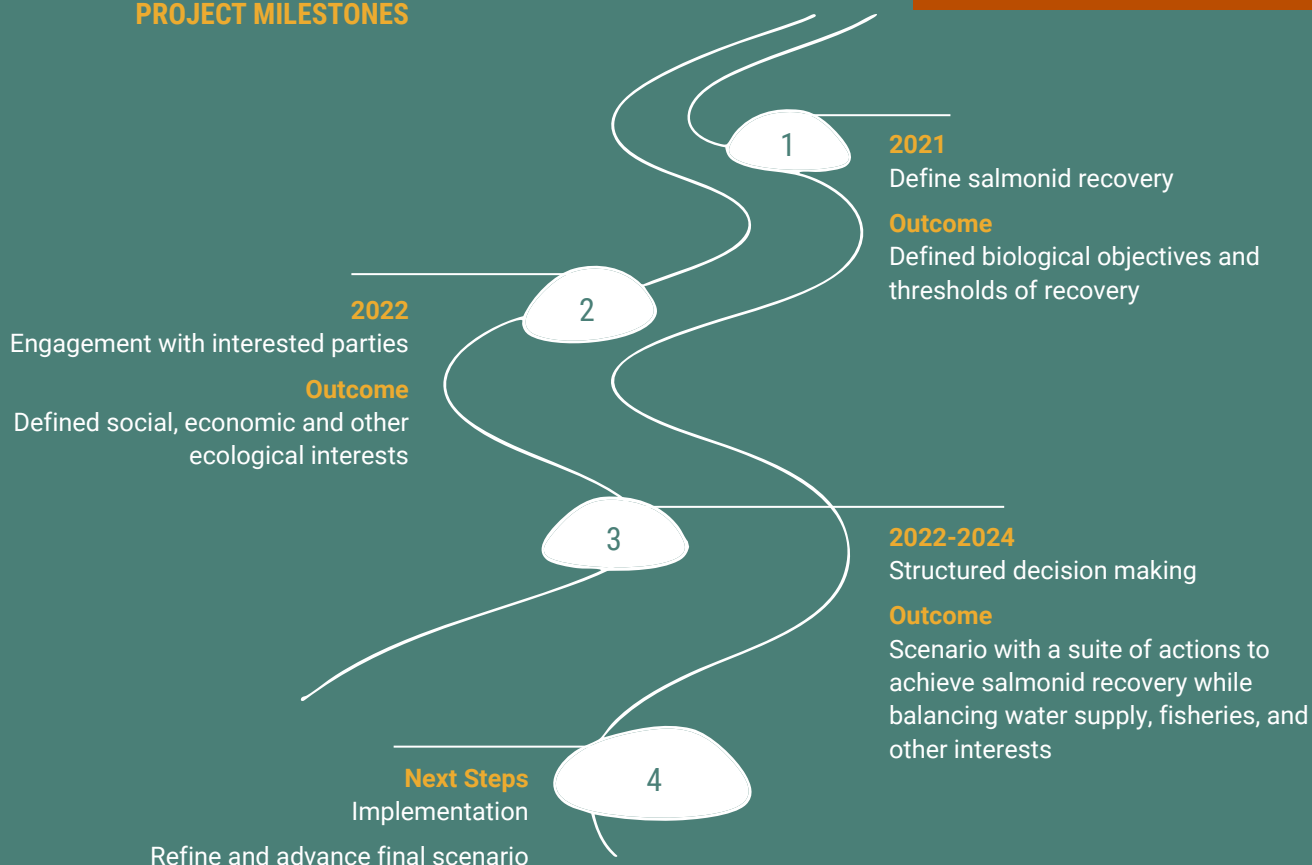 PROJECT MILESTONES
1
2021
Define salmonid recovery
Outcome
Defined biological objectives and
thresholds of recovery
2
2022
Engagement with interested parties
Outcome
Defined social, economic and other
ecological interests
3
2022-2024
Structured decision making
Outcome
Scenario with a suite of actions to
achieve salmonid recovery while
balancing water supply, fisheries, and
other interests
4
Next Steps
Implementation
Refine and advance final scenario